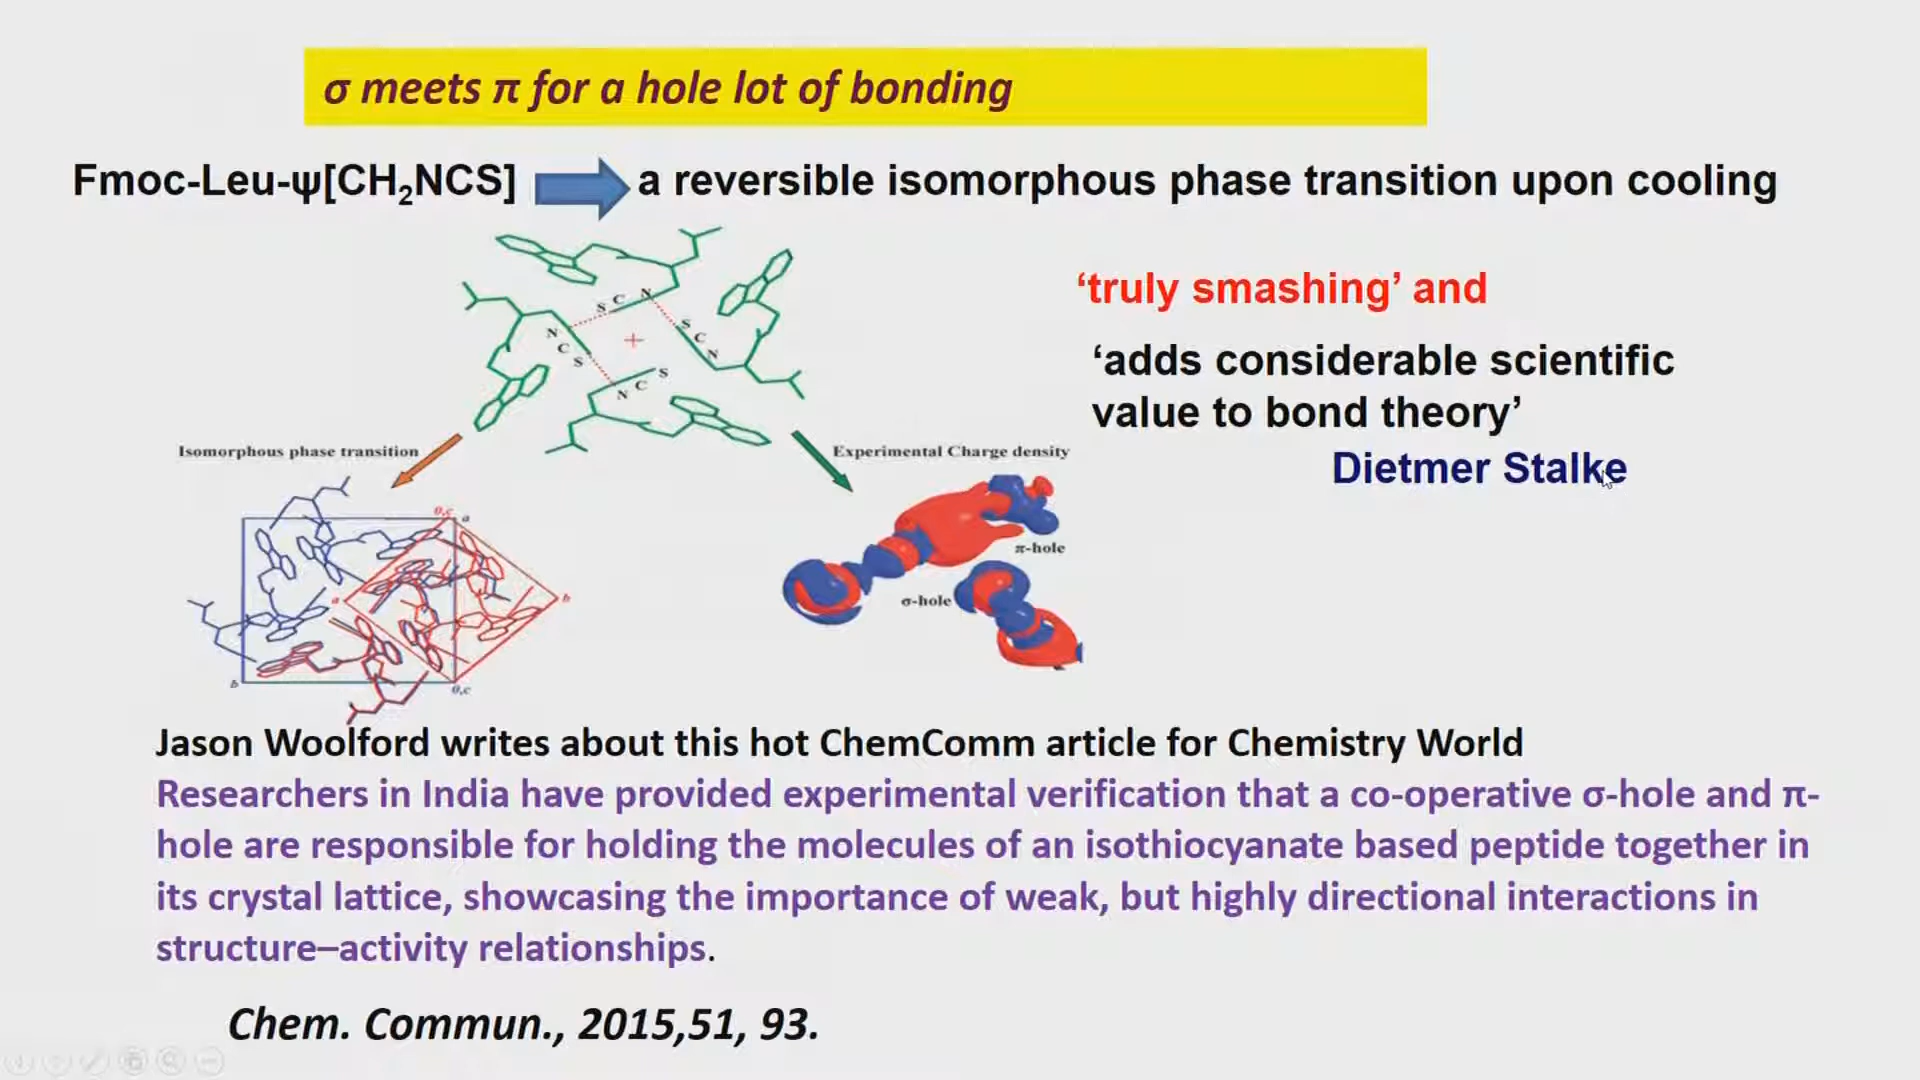 σ meets π for a hole lot of bonding
Fmoc-Leu-ψ[CH₂NCS]
a reversible isomorphous phase transition upon cooling
S C N
S C N
N C S
N C S
‘truly smashing’ and
‘adds considerable scientific
value to bond theory’
Dietmer Stalke
Isomorphous phase transition
Experimental Charge density
0,c a
a b
b 0,c
π-hole
σ-hole
Jason Woolford writes about this hot ChemComm article for Chemistry World
Researchers in India have provided experimental verification that a co-operative σ-hole and π-
hole are responsible for holding the molecules of an isothiocyanate based peptide together in
its crystal lattice, showcasing the importance of weak, but highly directional interactions in
structure–activity relationships.
Chem. Commun., 2015,51, 93.